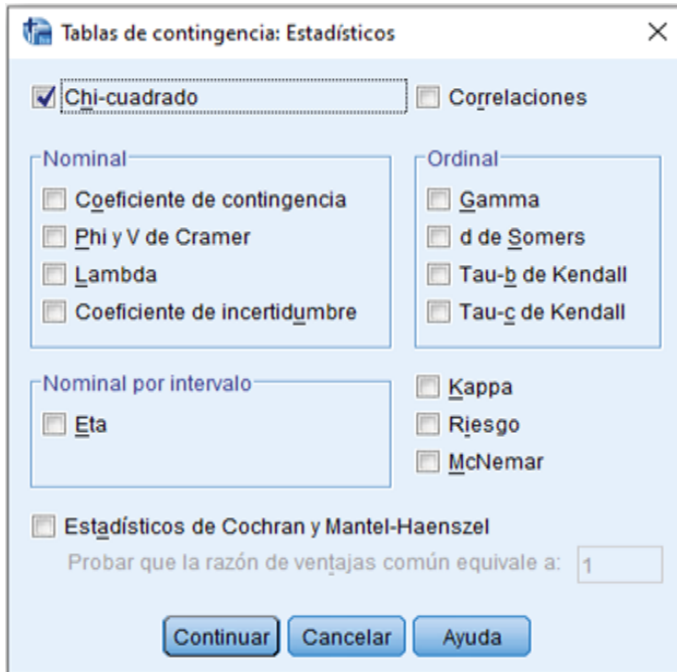 Tablas de contingencia: Estadísticos
Chi-cuadrado
Correlaciones
Nominal
Coeficiente de contingencia
Phi y V de Cramer
Lambda
Coeficiente de incertidumbre
Ordinal
Gamma
d de Somers
Tau-b de Kendall
Tau-c de Kendall
Nominal por intervalo
Eta
Kappa
Riesgo
McNemar
Estadísticos de Cochran y Mantel-Haenszel
Probar que la razón de ventajas común equivale a: 1
Continuar Cancelar Ayuda